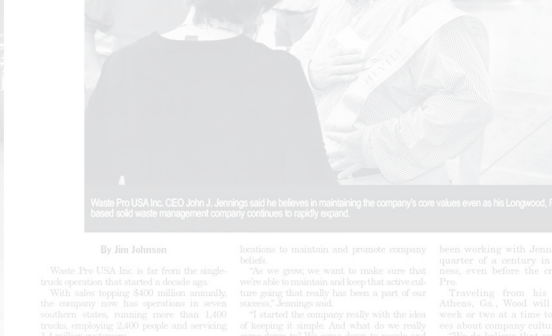 Waste Pro USA Inc. CEO John J. Jennings said he believes in maintaining the company's core values even as his Longwood,
based solid waste management company continues to rapidly expand.
By Jim Johnson
Waste Pro USA Inc. is far from the single-
truck operation that started a decade ago.
With sales topping $400 million annually,
the company now has operations in seven
southern states, running more than 1,400
trucks, employing 2,400 people and servicing
locations to maintain and promote company
beliefs.
"As we grow, we want to make sure that
we're able to maintain and keep that active cul-
ture going that really has been a part of our
success," Jennings said.
"I started the company really with the idea
of keeping it simple. And what do we really
been working with Jenn
quarter of a century in
ness, even before the cr
Pro.
Traveling from his
Athens, Ga., Wood will
week or two at a time t
ees about company cul